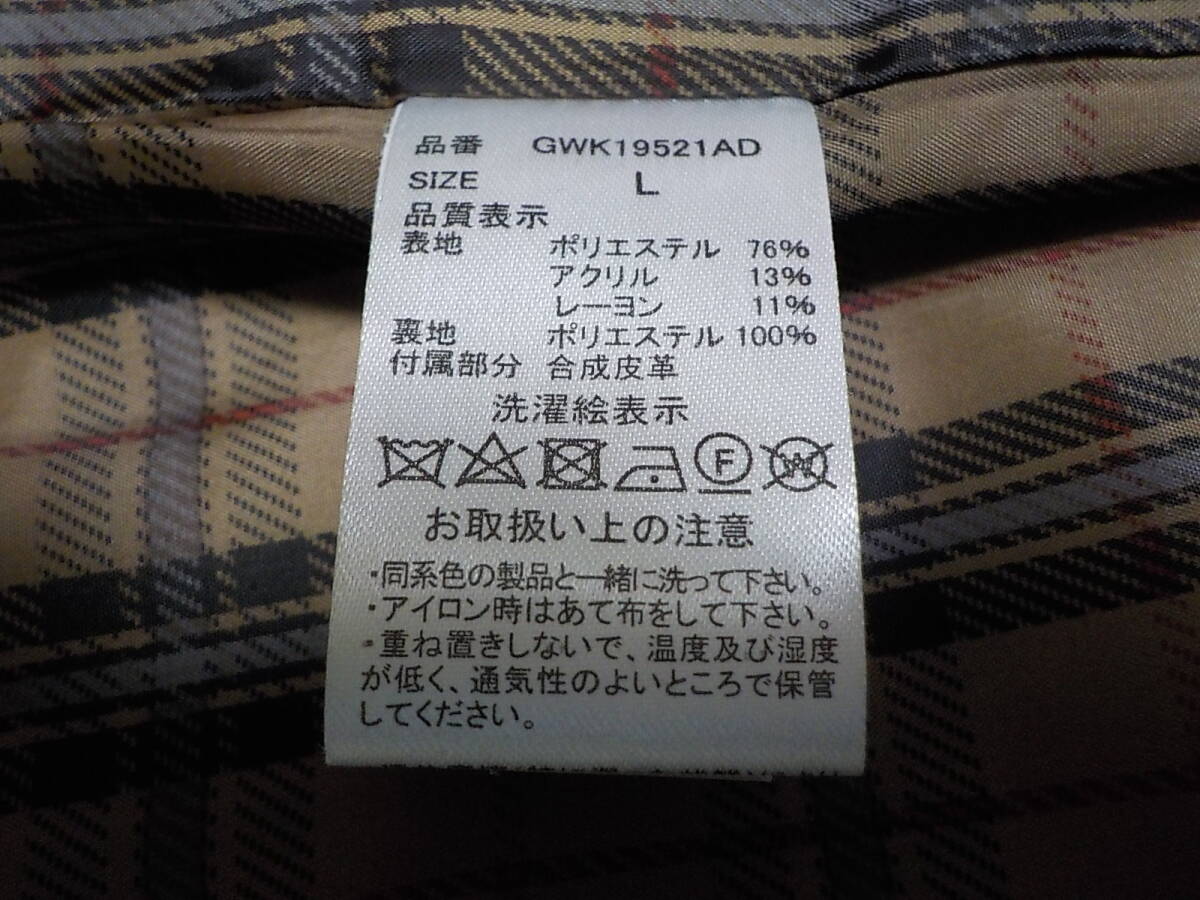 品番 GWK19521AD
SIZE L
品質表示
表地 ポリエステル 76%
アクリル 13%
レーヨン 11%
裏地 ポリエステル 100%
付属部分 合成皮革
洗濯絵表示
F W
お取扱い上の注意
・同系色の製品と一緒に洗って下さい。
・アイロン時はあて布をして下さい。
・重ね置きしないで、温度及び湿度
が低く、通気性のよいところで保管
してください。